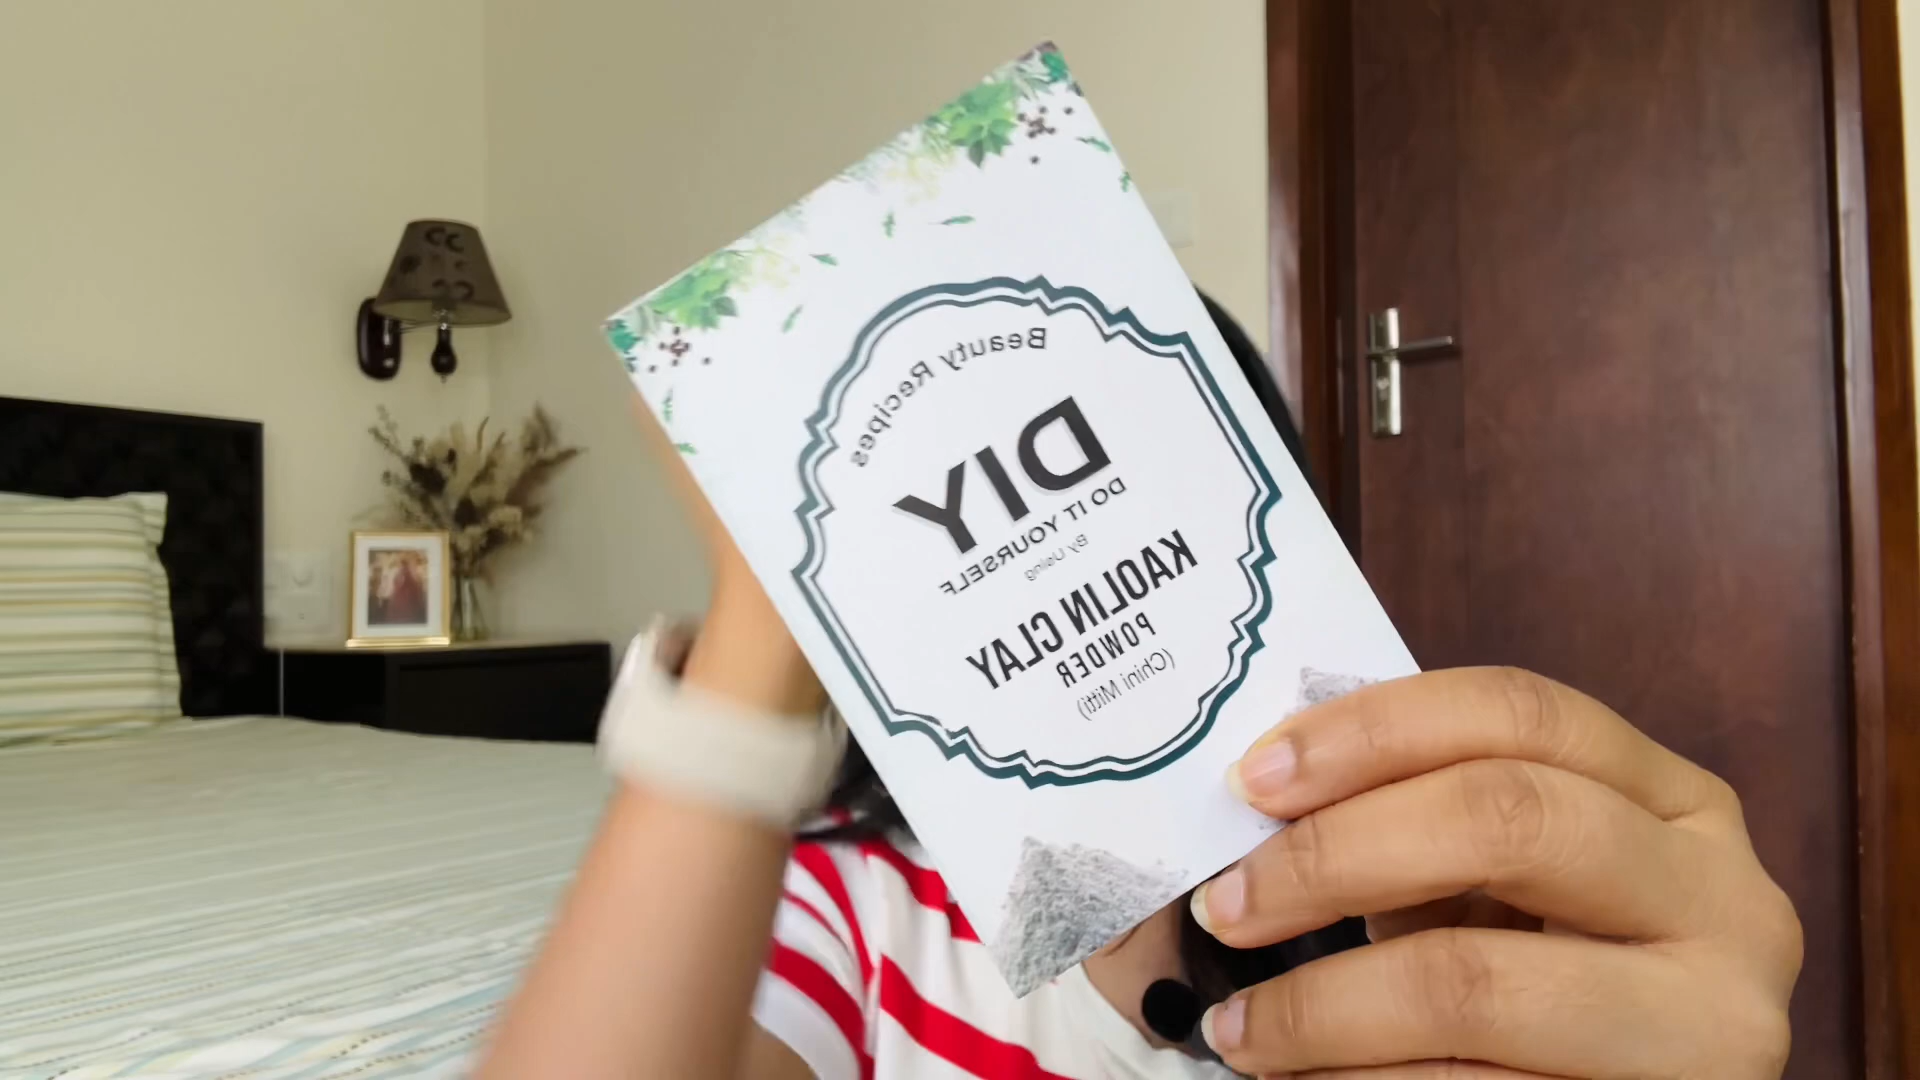 Beauty Recipes
DIY
DO IT YOURSELF
By Using
KAOLIN CLAY
POWDER
(Chini Mitti)